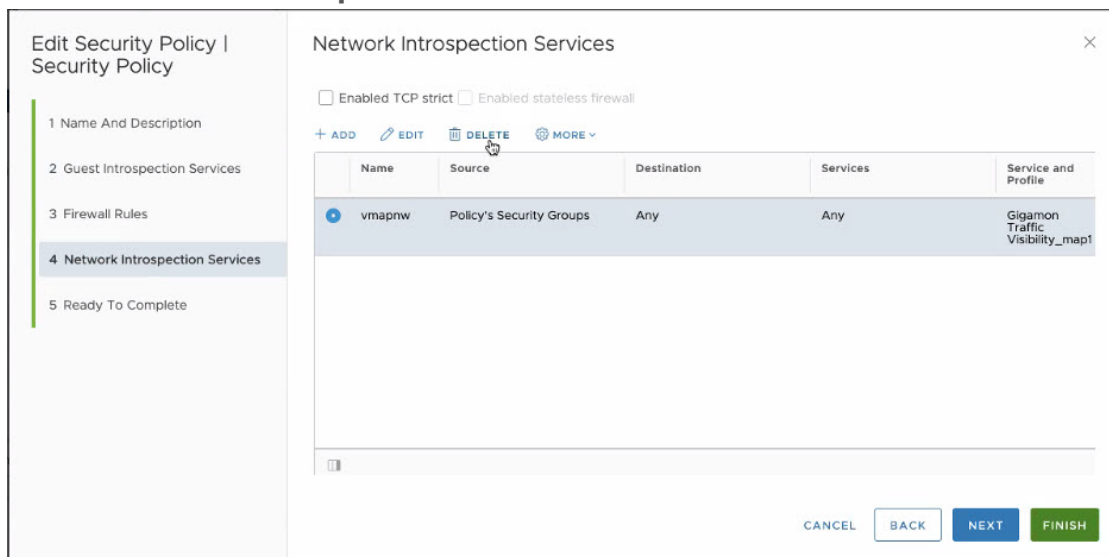 Edit Security Policy |
Security Policy
1 Name And Description
2 Guest Introspection Services
3 Firewall Rules
4 Network Introspection Services
5 Ready To Complete
Network Introspection Services
Enabled TCP strict Enabled stateless firewall
+ ADD EDIT DELETE MORE
Name Source Destination Services Service and
Profile
vmapnw Policy's Security Groups Any Any Gigamon
Traffic
Visibility_map1
CANCEL BACK NEXT FINISH